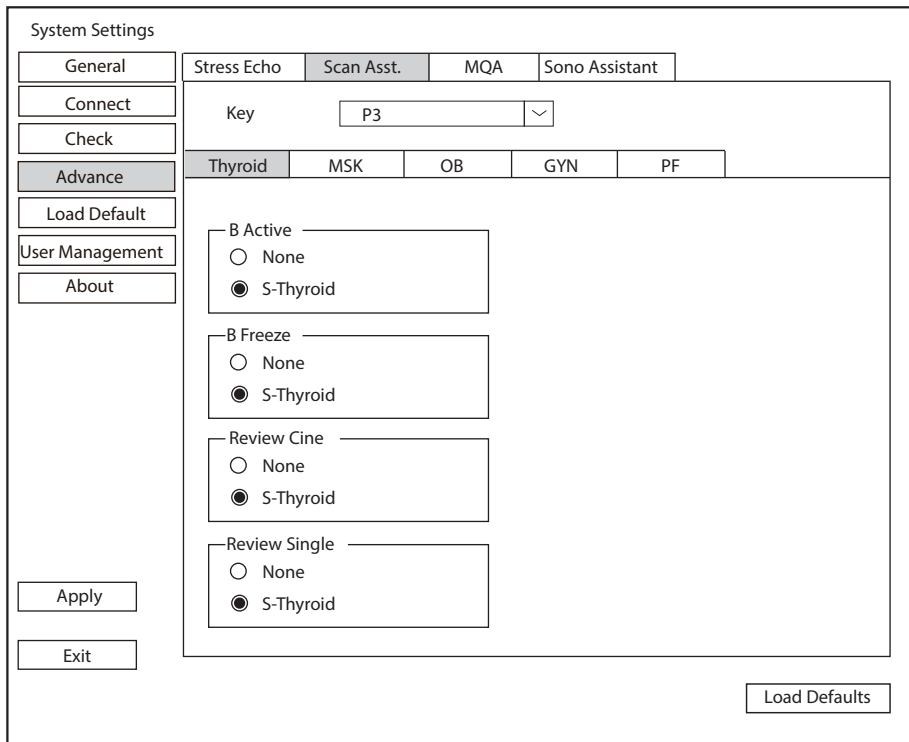 System Settings
General
Connect
Check
Advance
Load Default
User Management
About
Apply
Exit
Stress Echo Scan Asst. MQA Sono Assistant
Key P3
Thyroid MSK OB GYN PF
B Active
None
S-Thyroid
B Freeze
None
S-Thyroid
Review Cine
None
S-Thyroid
Review Single
None
S-Thyroid
Load Defaults